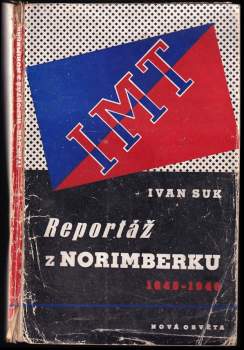 IMT
IVAN SUK
Reportáž
z NORIMBERKU
1945-1946
NOVÁ OSVĚTA